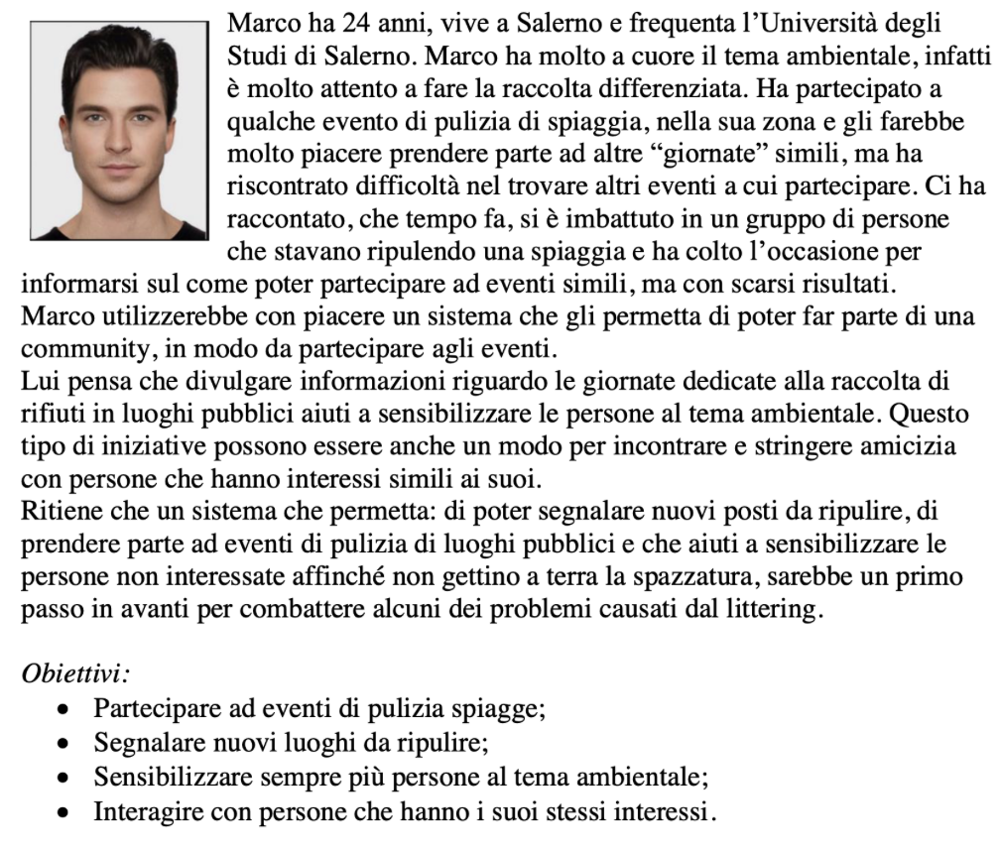 Marco ha 24 anni, vive a Salerno e frequenta l'Università degli
Studi di Salerno. Marco ha molto a cuore il tema ambientale, infatti
è molto attento a fare la raccolta differenziata. Ha partecipato a
qualche evento di pulizia di spiaggia, nella sua zona e gli farebbe
molto piacere prendere parte ad altre “giornate” simili, ma ha
riscontrato difficoltà nel trovare altri eventi a cui partecipare. Ci ha
raccontato, che tempo fa, si è imbattuto in un gruppo di persone
che stavano ripulendo una spiaggia e ha colto l'occasione per
informarsi sul come poter partecipare ad eventi simili, ma con scarsi risultati.
Marco utilizzerebbe con piacere un sistema che gli permetta di poter far parte di una
community, in modo da partecipare agli eventi.
Lui pensa che divulgare informazioni riguardo le giornate dedicate alla raccolta di
rifiuti in luoghi pubblici aiuti a sensibilizzare le persone al tema ambientale. Questo
tipo di iniziative possono essere anche un modo per incontrare e stringere amicizia
con persone che hanno interessi simili ai suoi.
Ritiene che un sistema che permetta: di poter segnalare nuovi posti da ripulire, di
prendere parte ad eventi di pulizia di luoghi pubblici e che aiuti a sensibilizzare le
persone non interessate affinché non gettino a terra la spazzatura, sarebbe un primo
passo in avanti per combattere alcuni dei problemi causati dal littering.
Obiettivi:
• Partecipare ad eventi di pulizia spiagge;
• Segnalare nuovi luoghi da ripulire;
• Sensibilizzare sempre più persone al tema ambientale;
• Interagire con persone che hanno i suoi stessi interessi.